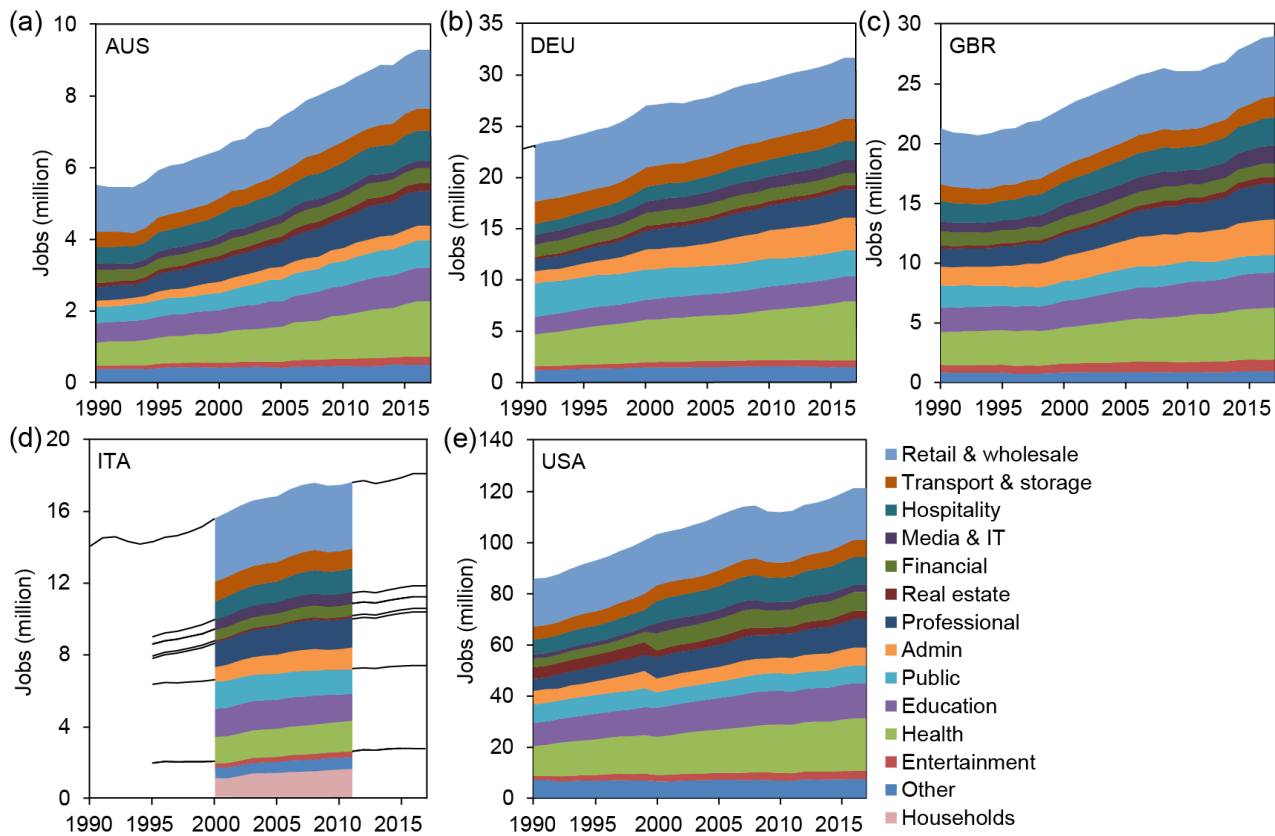 (a)
AUS
Jobs (million)
10
8
6
4
2
0
1990 1995 2000 2005 2010 2015
(b)
DEU
Jobs (million)
35
30
25
20
15
10
5
0
1990 1995 2000 2005 2010 2015
(c)
GBR
Jobs (million)
30
25
20
15
10
5
0
1990 1995 2000 2005 2010 2015
(d)
ITA
Jobs (million)
20
16
12
8
4
0
1990 1995 2000 2005 2010 2015
(e)
USA
Jobs (million)
140
120
100
80
60
40
20
0
1990 1995 2000 2005 2010 2015
Retail & wholesale
Transport & storage
Hospitality
Media & IT
Financial
Real estate
Professional
Admin
Public
Education
Health
Entertainment
Other
Households